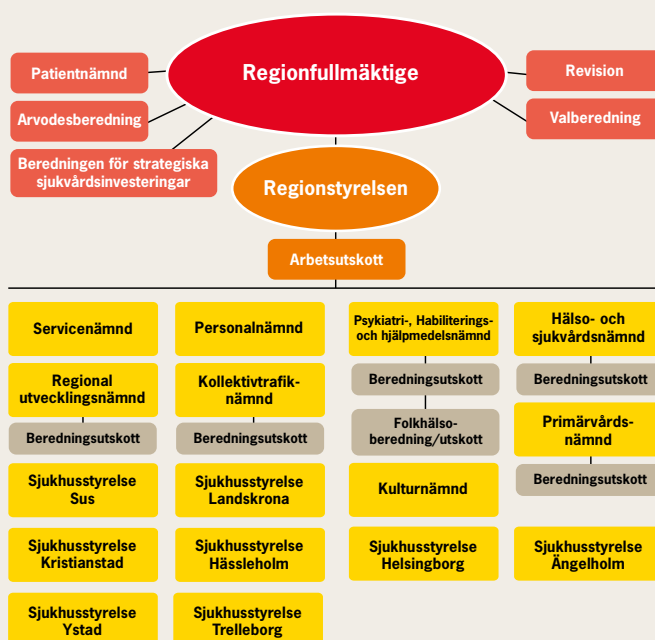 Regionfullmäktige
Patientnämnd
Revision
Arvodesberedning
Valberedning
Beredningen för strategiska
sjukvårdsinvesteringar
Regionstyrelsen
Arbetsutskott
Servicenämnd
Personalnämnd
Psykiatri-, Habiliterings-
och hjälpmedelsnämnd
Hälso- och
sjukvårdsnämnd
Regional
utvecklingsnämnd
Kollektivtrafik-
nämnd
Beredningsutskott
Beredningsutskott
Beredningsutskott
Beredningsutskott
Folkhälso-
beredning/utskott
Primärvårds-
nämnd
Sjukhusstyrelse
Sus
Sjukhusstyrelse
Landskrona
Kulturnämnd
Beredningsutskott
Sjukhusstyrelse
Kristianstad
Sjukhusstyrelse
Hässleholm
Sjukhusstyrelse
Helsingborg
Sjukhusstyrelse
Ängelholm
Sjukhusstyrelse
Ystad
Sjukhusstyrelse
Trelleborg